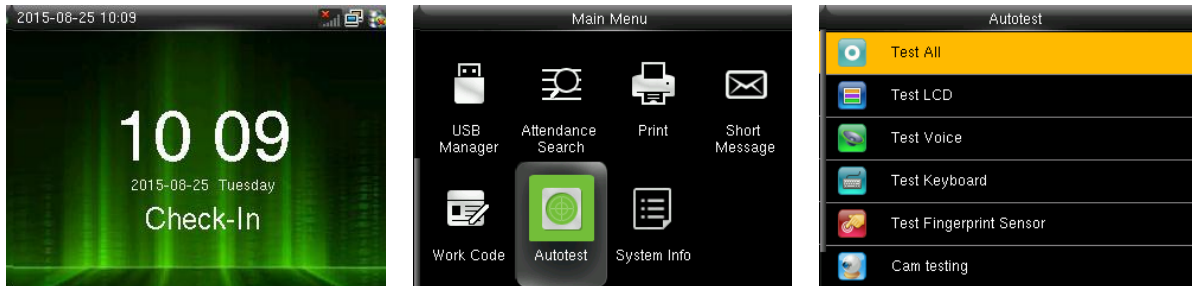 2015-08-25 10:09
10 09
2015-08-25 Tuesday
Check-In
Main Menu
USB
Manager
Attendance
Search
Print
Short
Message
Work Code
Autotest
System Info
Autotest
Test All
Test LCD
Test Voice
Test Keyboard
Test Fingerprint Sensor
Cam testing